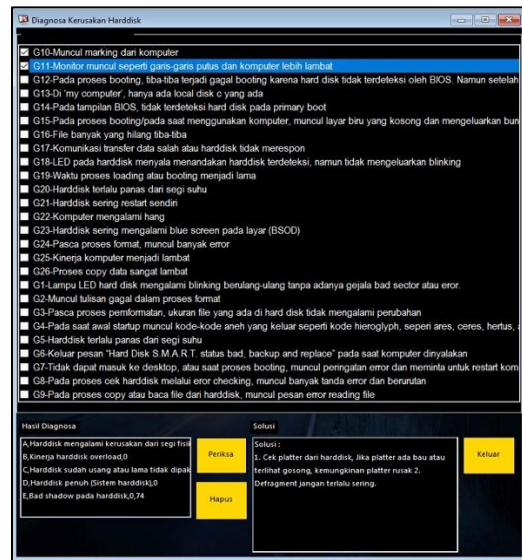 Diagnosa Kerusakan Harddisk
G10-Muncul marking dari komputer
G11-Monitor muncul seperti garis-garis putus dan komputer lebih lambat
G12-Pada proses booting, tiba-tiba terjadi gagal booting karena hard disk tidak terdeteksi oleh BIOS. Namun setelah
G13-Di 'my computer', hanya ada local disk c yang ada
G14-Pada tampilan BIOS, tidak terdeteksi hard disk pada primary boot
G15-Pada proses booting/pada saat menggunakan komputer, muncul layar biru yang kosong dan mengeluarkan bun
G16-File banyak yang hilang tiba-tiba
G17-Komunikasi transfer data salah atau harddisk tidak merespon
G18-LED pada harddisk menyala menandakan harddisk terdeteksi, namun tidak mengeluarkan blinking
G19-Waktu proses loading atau booting menjadi lama
G20-Harddisk terlalu panas dari segi suhu
G21-Harddisk sering restart sendiri
G22-Komputer mengalami hang
G23-Harddisk sering mengalami blue screen pada layar (BSOD)
G24-Pasca proses format, muncul banyak error
G25-Kinerja komputer menjadi lambat
G26-Proses copy data sangat lambat
G1-Lampu LED hard disk mengalami blinking berulang-ulang tanpa adanya gejala bad sector atau eror.
G2-Muncul tulisan gagal dalam proses format
G3-Pasca proses pemformatan, ukuran file yang ada di hard disk tidak mengalami perubahan
G4-Pada saat awal startup muncul kode-kode aneh yang keluar seperti kode hieroglyph, seperi ares, ceres, hertus, a
G5-Harddisk terlalu panas dari segi suhu
G6-Keluar pesan "Hard Disk S.M.A.R.T. status bad, backup and replace" pada saat komputer dinyalakan
G7-Tidak dapat masuk ke desktop, atau saat proses booting, muncul peringatan error dan meminta untuk restart kom
G8-Pada proses cek harddisk melalui error checking, muncul banyak tanda error dan berurutan
G9-Pada proses copy atau baca file dari harddisk, muncul pesan error reading file
Hasil Diagnosa
A,Harddisk mengalami kerusakan dari segi fisik
B,Kinerja harddisk overload,0
C,Harddisk sudah usang atau lama tidak dipak
D,Harddisk penuh (Sistem harddisk),0
E,Bad shadow pada harddisk,0,74
Periksa
Hapus
Solusi
Solusi :
1. Cek platter dari harddisk, Jika platter ada bau atau
terlihat gosong, kemungkinan platter rusak 2.
Defragment jangan terlalu sering.
Keluar